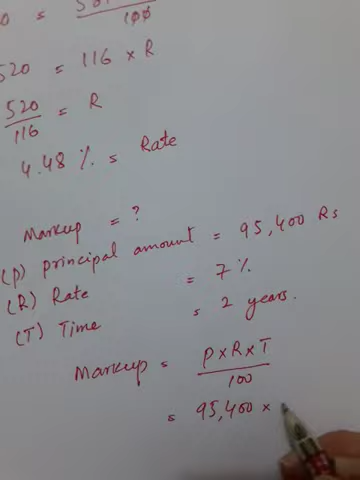 100
520 = 116 × R
520/116 = R
4.48 % = Rate
Markup = ?
(P) principal amount = 95,400 Rs
(R) Rate = 7 %
(T) Time = 2 years.
Markup = P×R×T/100
= 95,400 ×